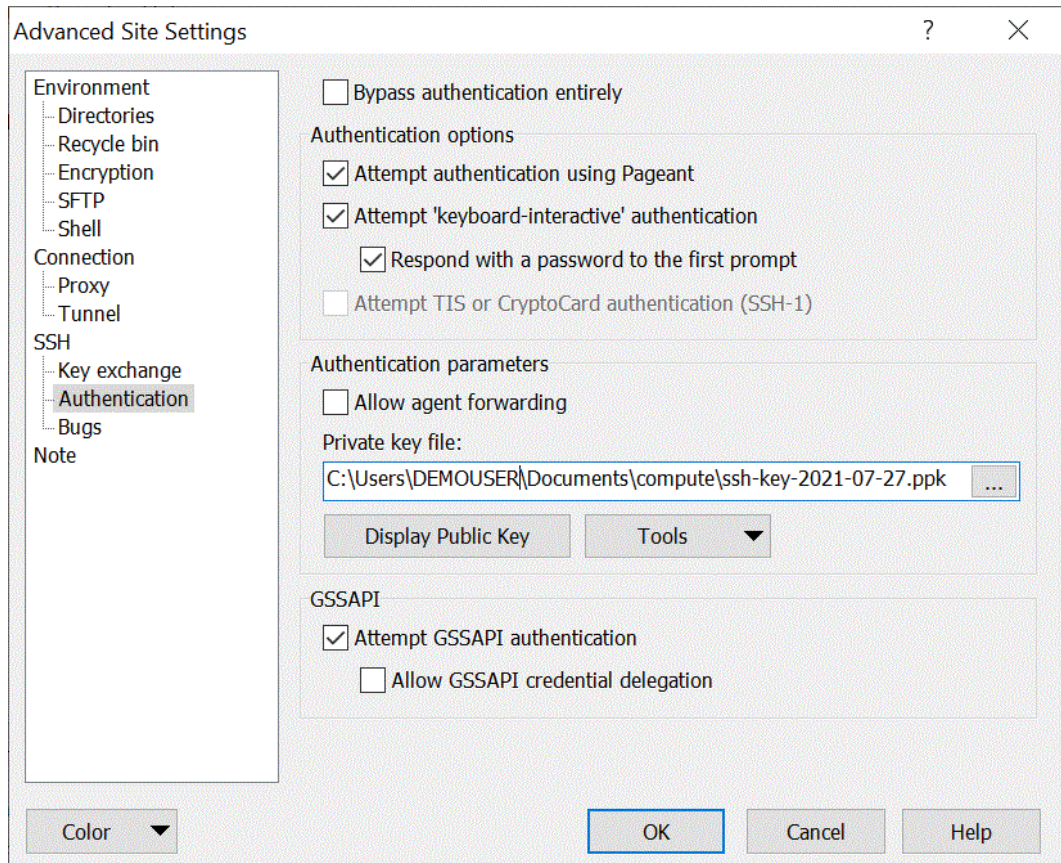 Advanced Site Settings
?
Environment
Directories
Recycle bin
Encryption
SFTP
Shell
Connection
Proxy
Tunnel
SSH
Key exchange
Authentication
Bugs
Note
Bypass authentication entirely
Authentication options
Attempt authentication using Pageant
Attempt 'keyboard-interactive' authentication
Respond with a password to the first prompt
Attempt TIS or CryptoCard authentication (SSH-1)
Authentication parameters
Allow agent forwarding
Private key file:
C:\Users\DEMOUSER\Documents\compute\ssh-key-2021-07-27.ppk
...
Display Public Key
Tools
GSSAPI
Attempt GSSAPI authentication
Allow GSSAPI credential delegation
Color
OK
Cancel
Help